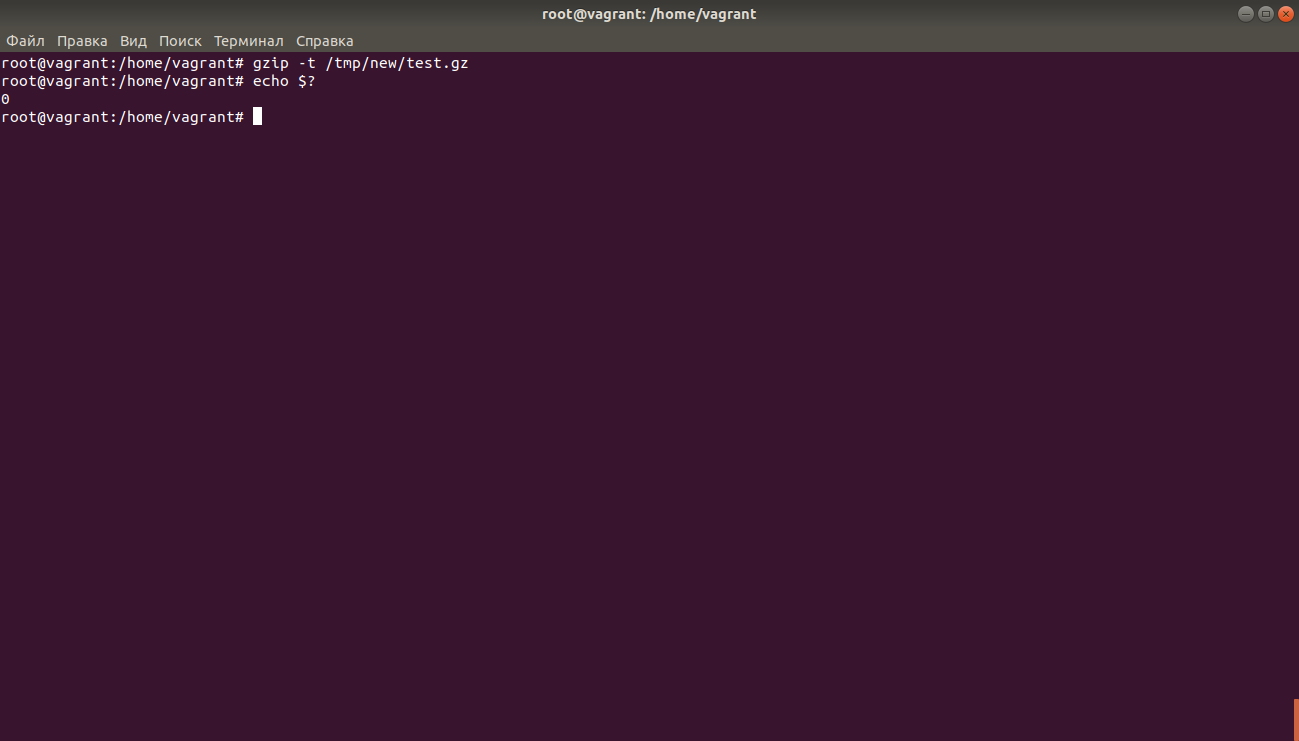 root@vagrant: /home/vagrant
Файл Правка Вид Поиск Терминал Справка
root@vagrant:/home/vagrant# gzip -t /tmp/new/test.gz
root@vagrant:/home/vagrant# echo $?
0
root@vagrant:/home/vagrant#